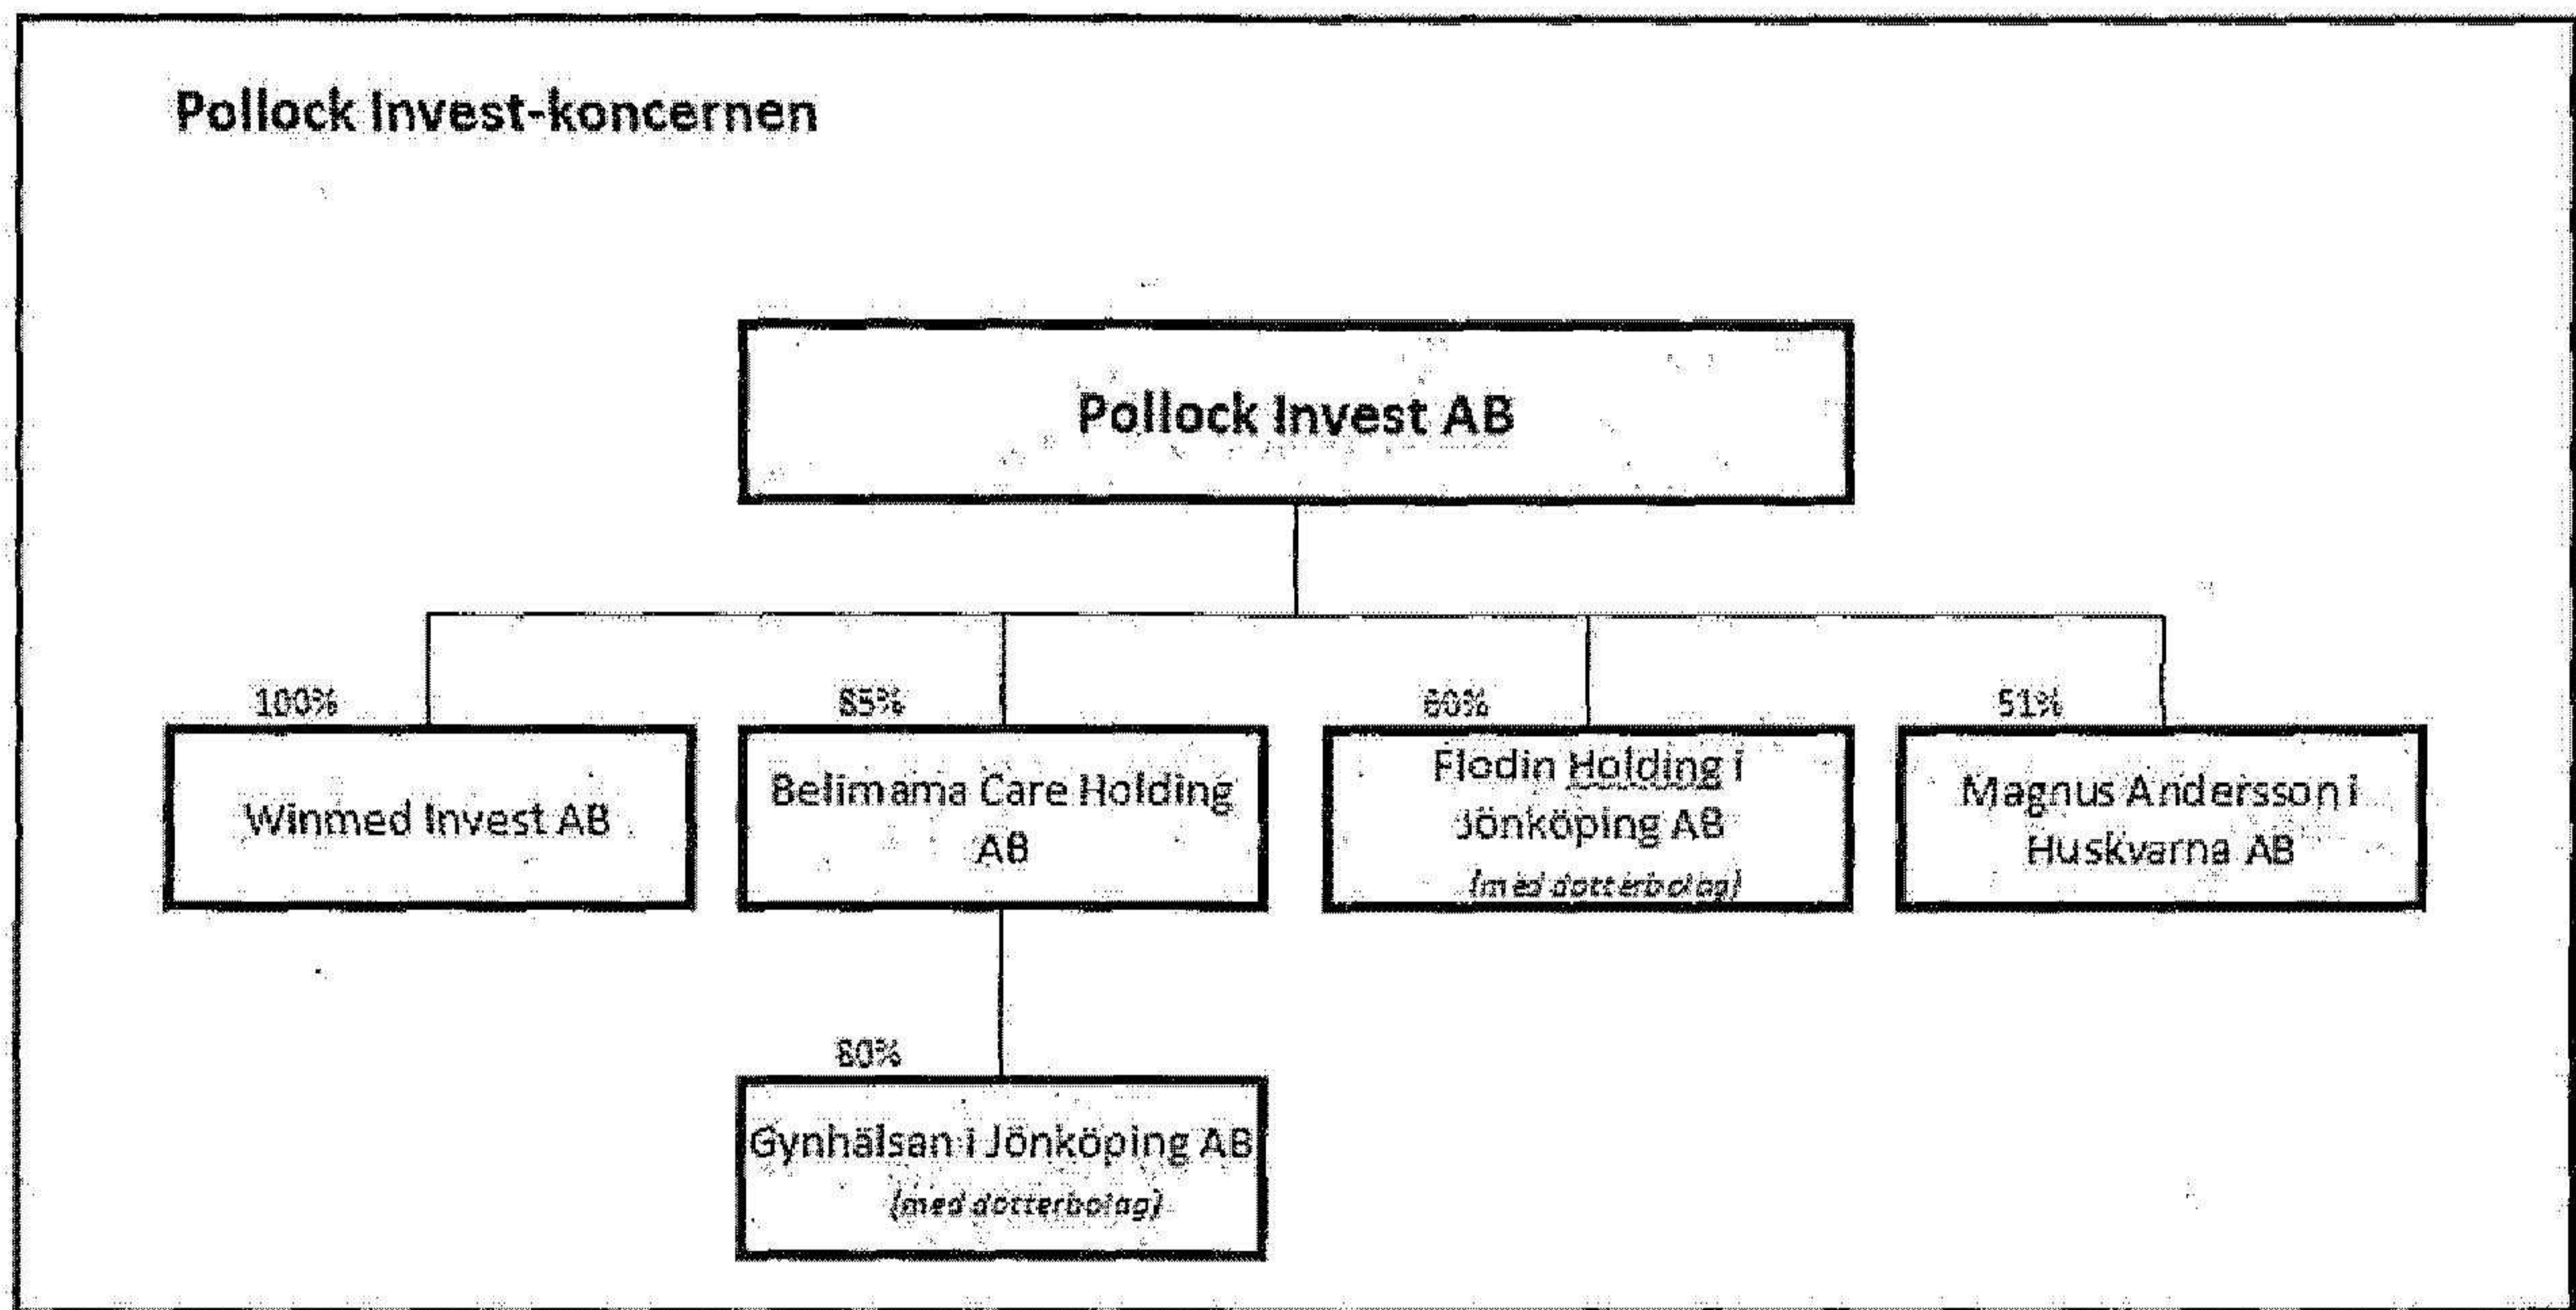 Pollock Invest-koncernen
Pollock Invest AB
100%
85%
60%
51%
Winmed Invest AB
Belimama Care Holding
AB
Flodin Holding i
Jönköping AB
(med dotterbolag)
Magnus Andersson i
Huskvarna AB
80%
Gynhälsan i Jönköping AB
(med dotterbolag)